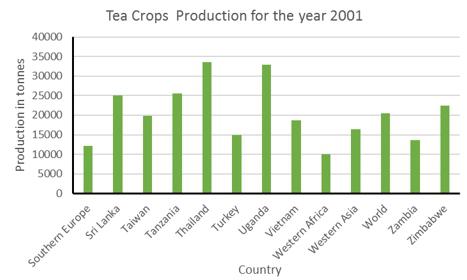 Tea Crops Production for the year 2001
Production in tonnes
40000
35000
30000
25000
20000
15000
10000
5000
0
Southern Europe
Sri Lanka
Taiwan
Tanzania
Thailand
Turkey
Uganda
Vietnam
Western Africa
Western Asia
World
Zambia
Zimbabwe
Country